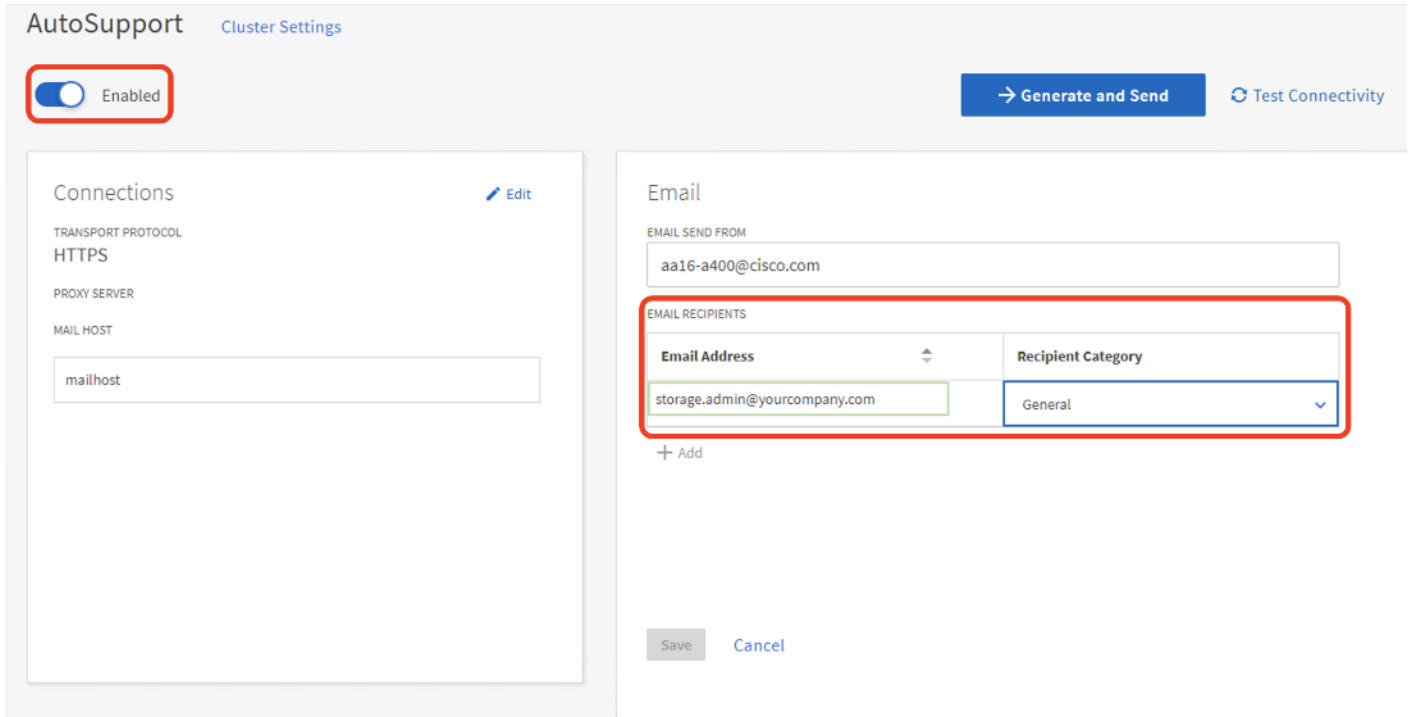 AutoSupport Cluster Settings
Enabled
Generate and Send Test Connectivity
Connections Edit
TRANSPORT PROTOCOL
HTTPS
PROXY SERVER
MAIL HOST
mailhost
Email
EMAIL SEND FROM
aa16-a400@cisco.com
EMAIL RECIPIENTS
Email Address Recipient Category
storage.admin@yourcompany.com General
+ Add
Save Cancel